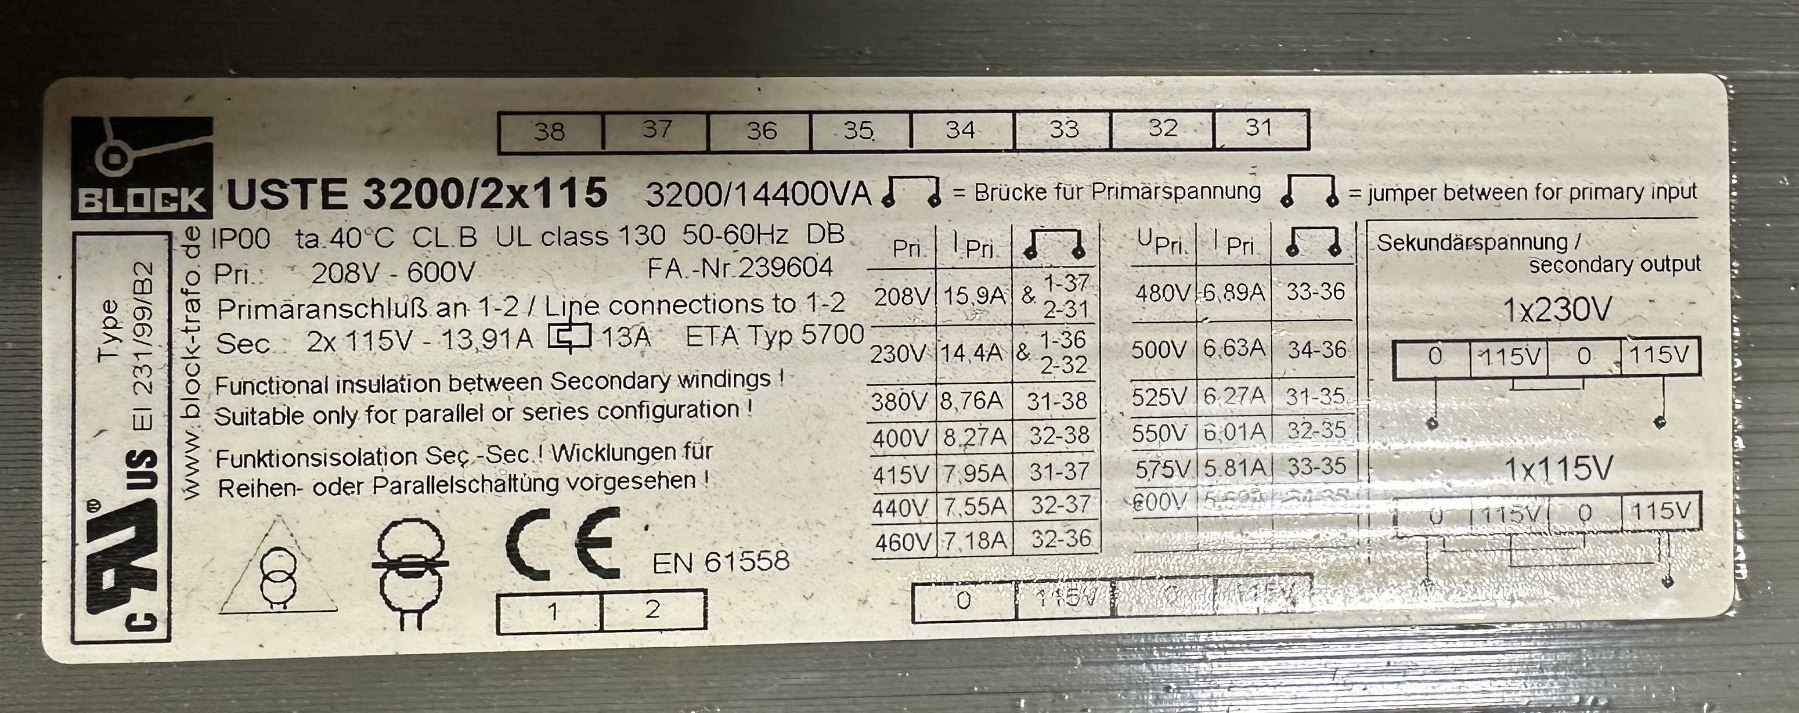 38 37 36 35 34 33 32 31
BLOCK
USTE 3200/2x115 3200/14400VA = Brücke für Primärspannung = jumper between for primary input
IP00 ta 40°C CL.B UL class 130 50-60Hz DB
Pri.: 208V - 600V FA.-Nr.239604
Primäranschluß an 1-2 / Line connections to 1-2
Sec 2x 115V - 13,91A 13A ETA Typ 5700
Functional insulation between Secondary windings !
Suitable only for parallel or series configuration !
Funktionsisolation Sec.-Sec.! Wicklungen für
Reihen- oder Parallelschaltung vorgesehen !
EN 61558
1 2
Type
EI 231/99/B2
www.block-trafo.de
C US ®
Pri. I Pri.
208V 15,9A & 1-37
2-31
230V 14,4A & 1-36
2-32
380V 8,76A 31-38
400V 8,27A 32-38
415V 7,95A 31-37
440V 7,55A 32-37
460V 7,18A 32-36
U Pri. I Pri.
480V 6,89A 33-36
500V 6,63A 34-36
525V 6,27A 31-35
550V 6,01A 32-35
575V 5,81A 33-35
600V
Sekundärspannung /
secondary output
1x230V
0 115V 0 115V
1x115V
0 115V 0 115V
0 115V